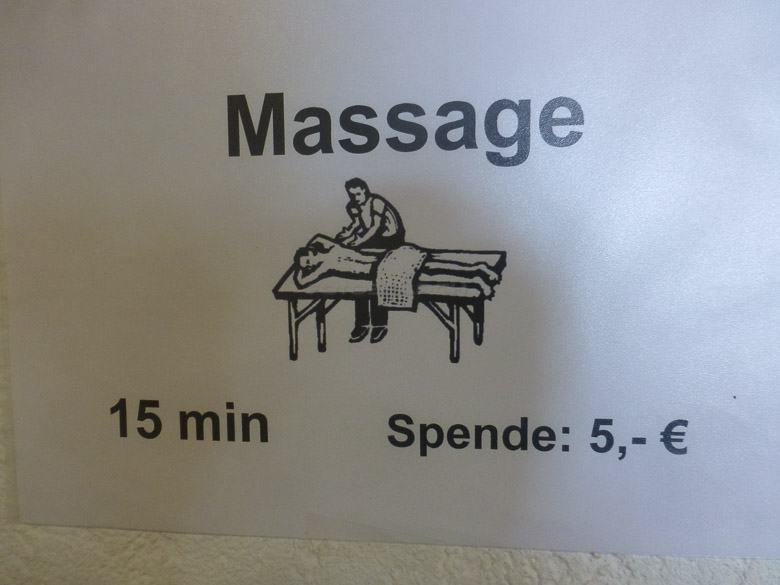 Massage
15 min Spende: 5,- €